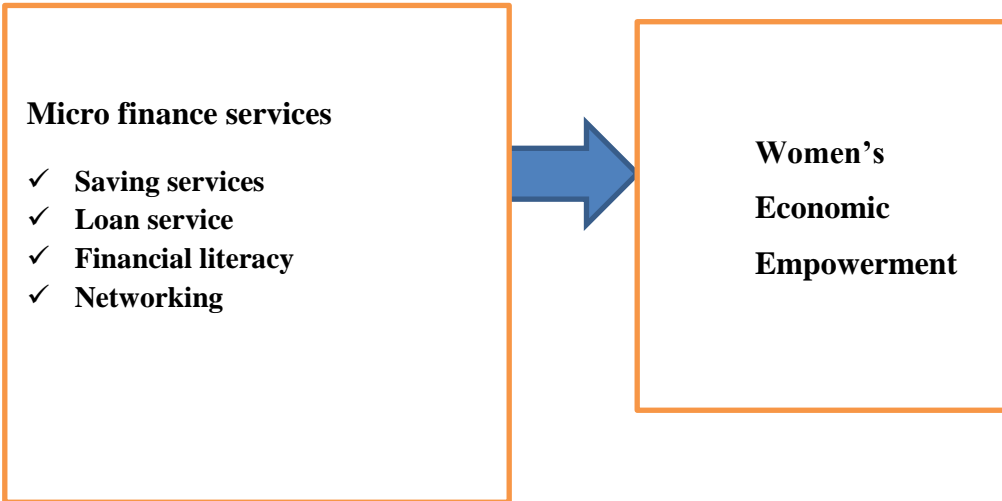 Micro finance services
✓ Saving services
✓ Loan service
✓ Financial literacy
✓ Networking
Women’s
Economic
Empowerment